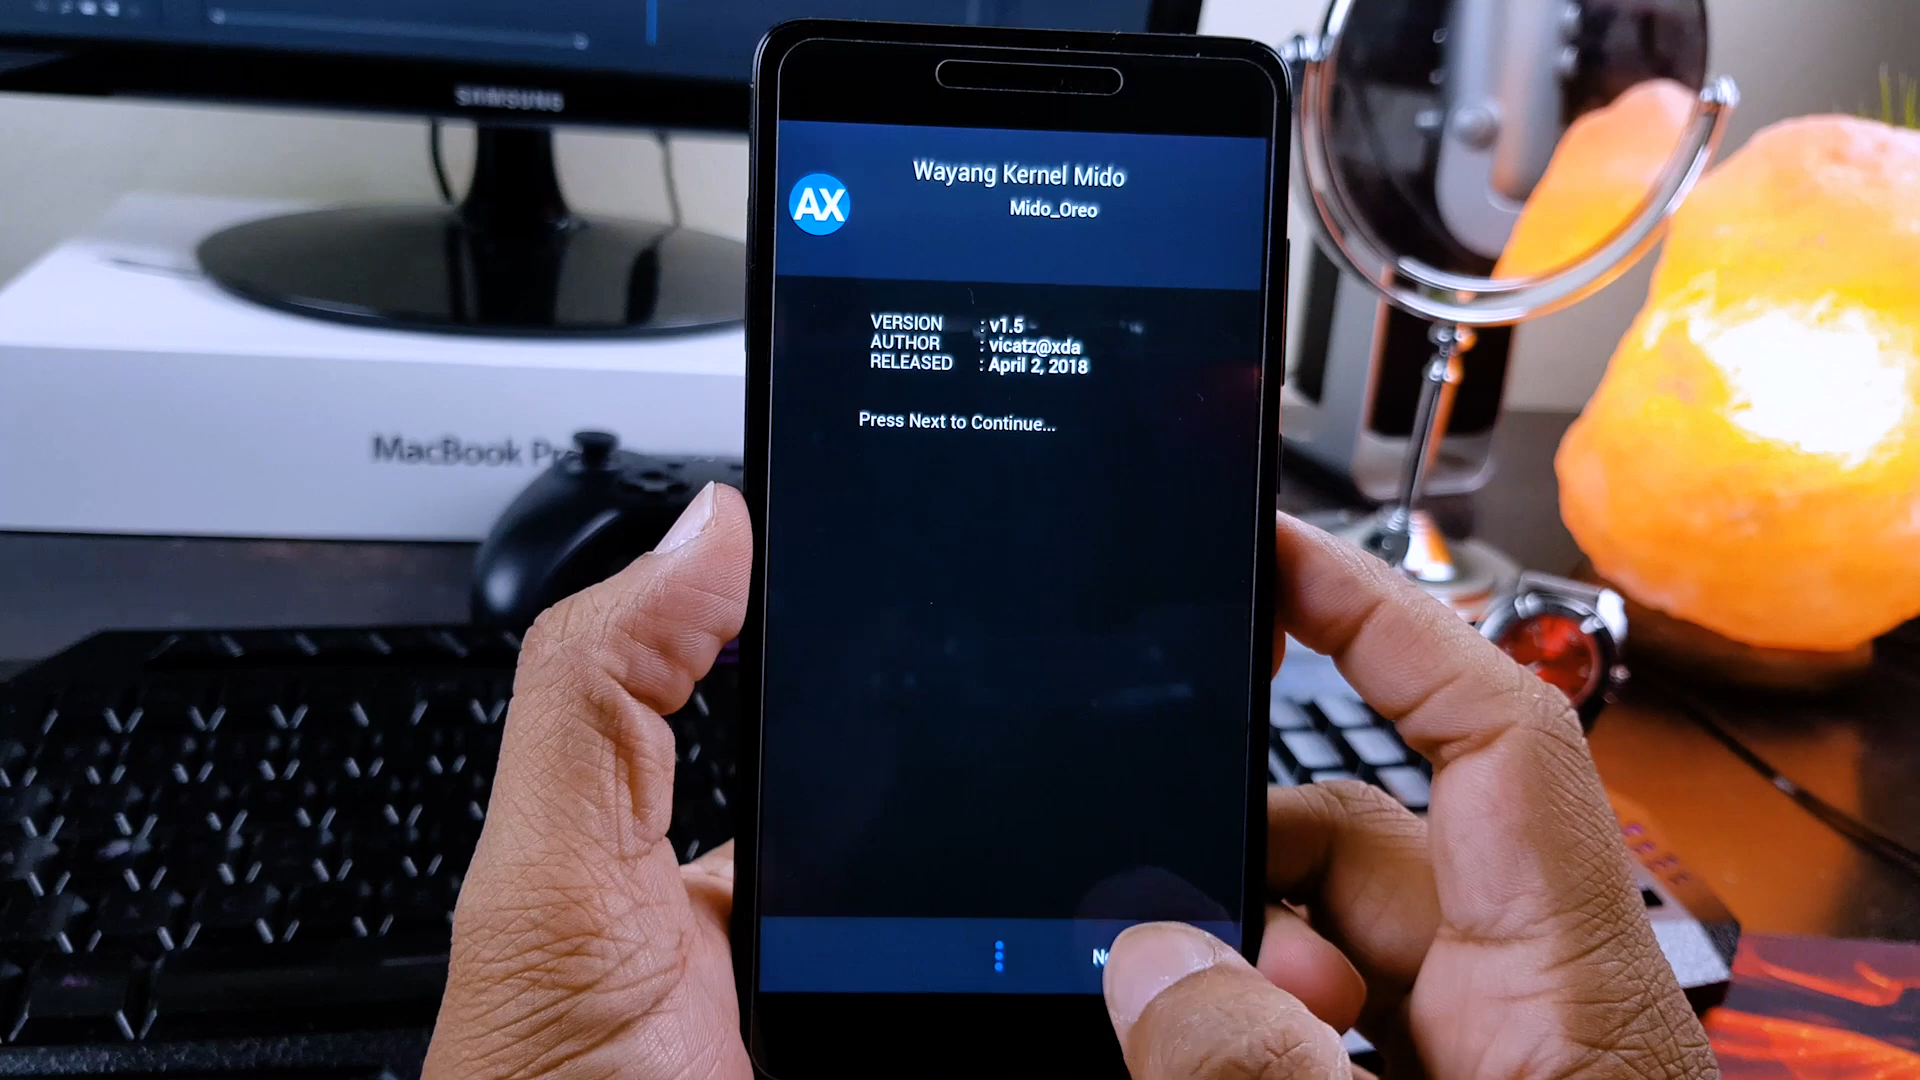 SAMSUNG
MacBook Pr
AX
Wayang Kernel Mido
Mido_Oreo
VERSION : v1.5
AUTHOR : vicatz@xda
RELEASED : April 2, 2018
Press Next to Continue...